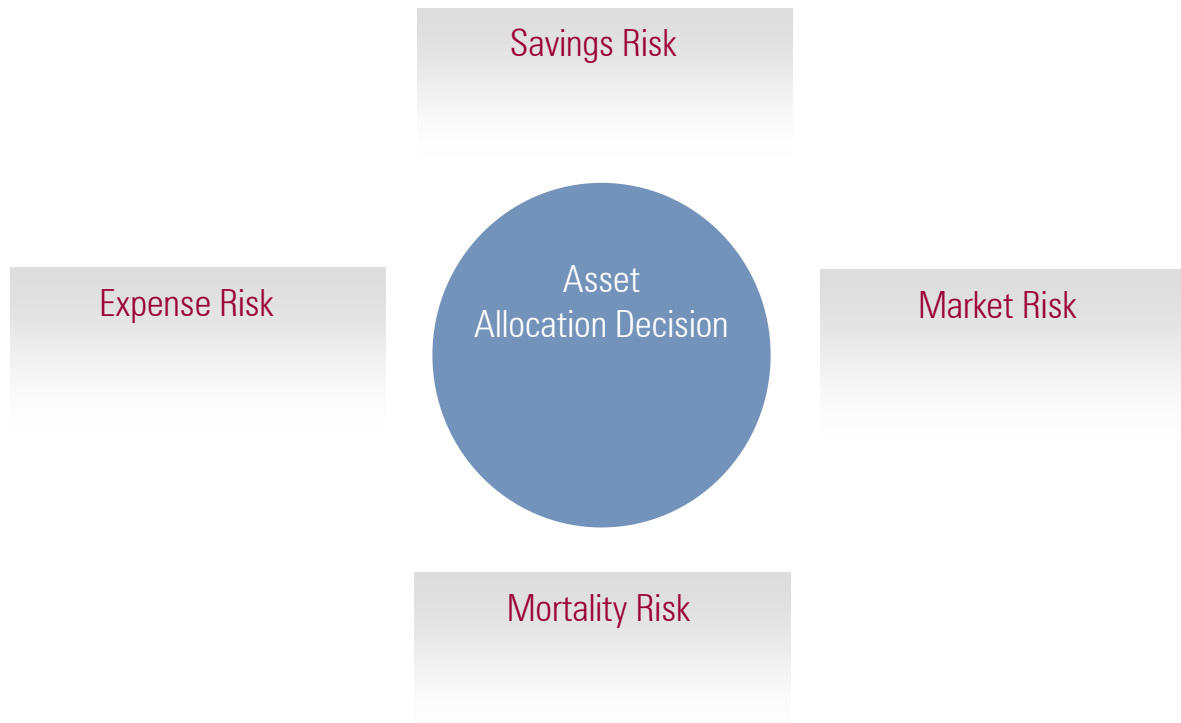 Savings Risk
Expense Risk
Asset
Allocation Decision
Market Risk
Mortality Risk